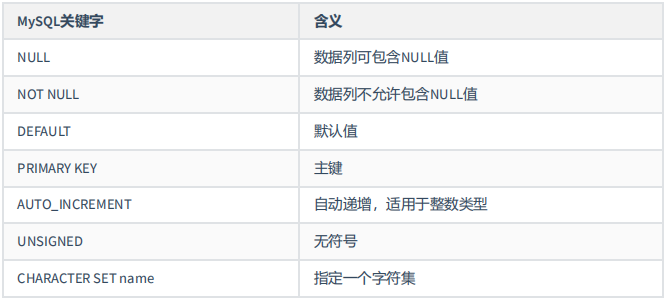 MySQL关键字 含义
NULL 数据列可包含NULL值
NOT NULL 数据列不允许包含NULL值
DEFAULT 默认值
PRIMARY KEY 主键
AUTO_INCREMENT 自动递增，适用于整数类型
UNSIGNED 无符号
CHARACTER SET name 指定一个字符集